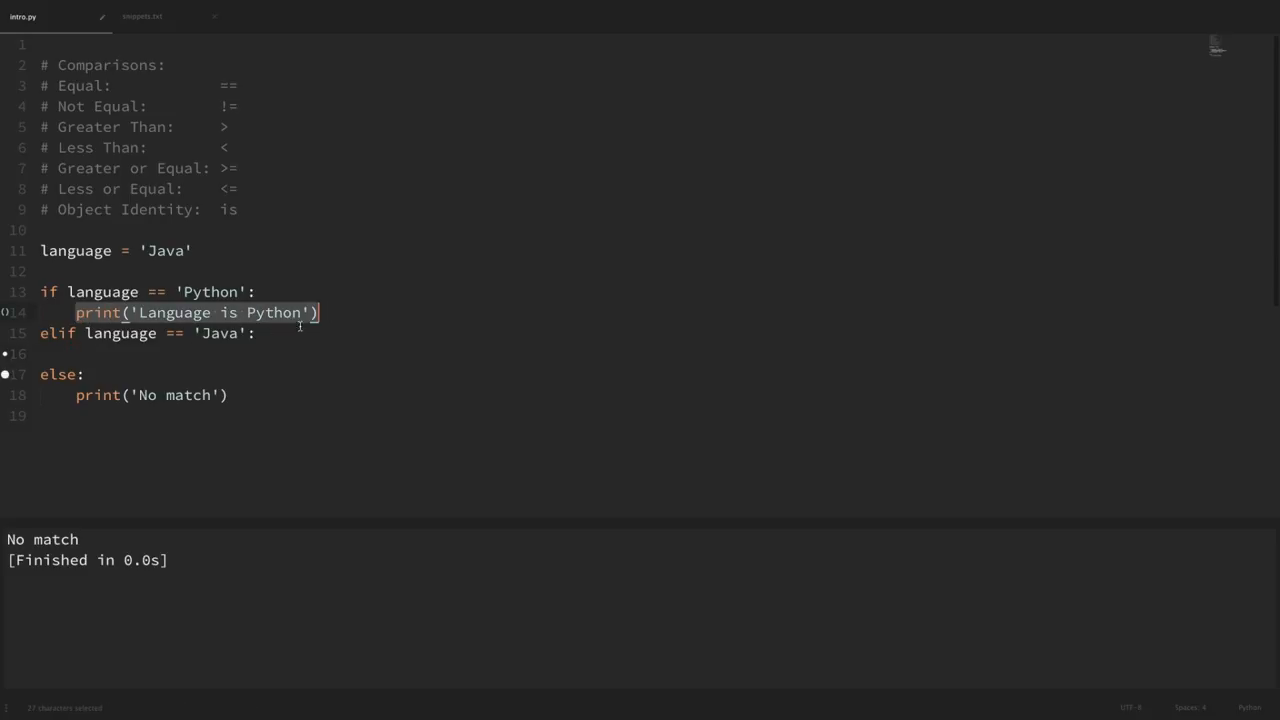 intro.py
snippets.txt
1
2 # Comparisons:
3 # Equal:            ==
4 # Not Equal:        !=
5 # Greater Than:     >
6 # Less Than:        <
7 # Greater or Equal: >=
8 # Less or Equal:    <=
9 # Object Identity:  is
10
11 language = 'Java'
12
13 if language == 'Python':
14     print('Language is Python')
15 elif language == 'Java':
16
17 else:
18     print('No match')
19
No match
[Finished in 0.0s]
27 characters selected
UTF-8 Spaces: 4 Python